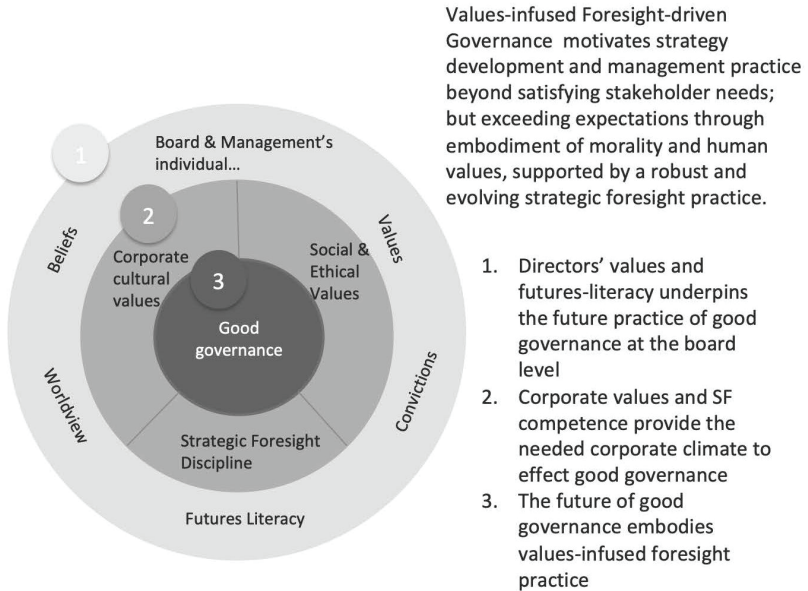 Values-infused Foresight-driven
Governance motivates strategy
development and management practice
beyond satisfying stakeholder needs;
but exceeding expectations through
embodiment of morality and human
values, supported by a robust and
evolving strategic foresight practice.
1
Board & Management’s
individual...
2
Beliefs
Values
Corporate
cultural
values
Social &
Ethical
Values
3
Good
governance
Worldview
Convictions
Strategic Foresight
Discipline
Futures Literacy
1. Directors’ values and
futures-literacy underpins
the future practice of good
governance at the board
level
2. Corporate values and SF
competence provide the
needed corporate climate to
effect good governance
3. The future of good
governance embodies
values-infused foresight
practice